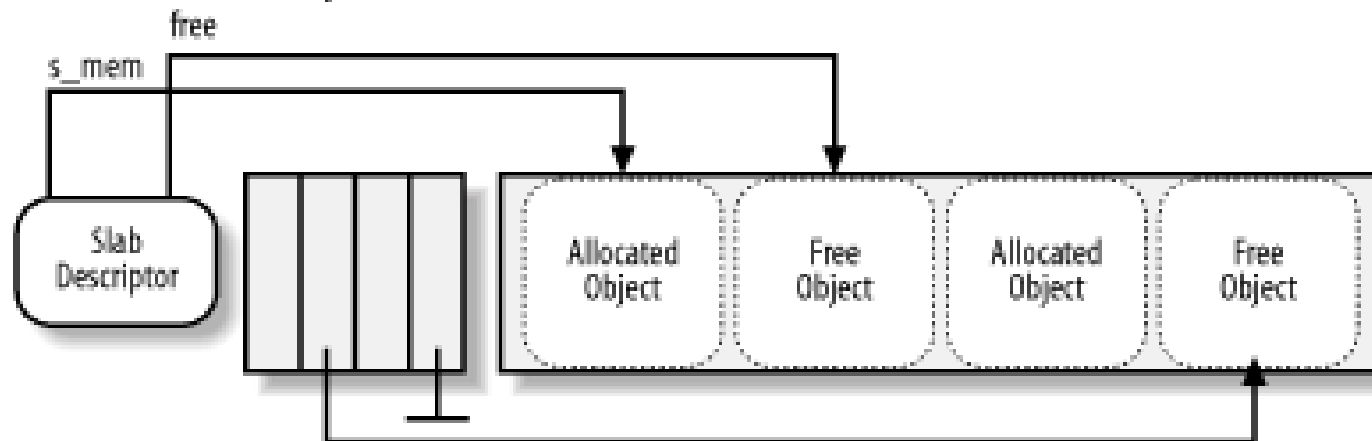 free
s_mem
Slab
Descriptor
Allocated
Object
Free
Object
Allocated
Object
Free
Object